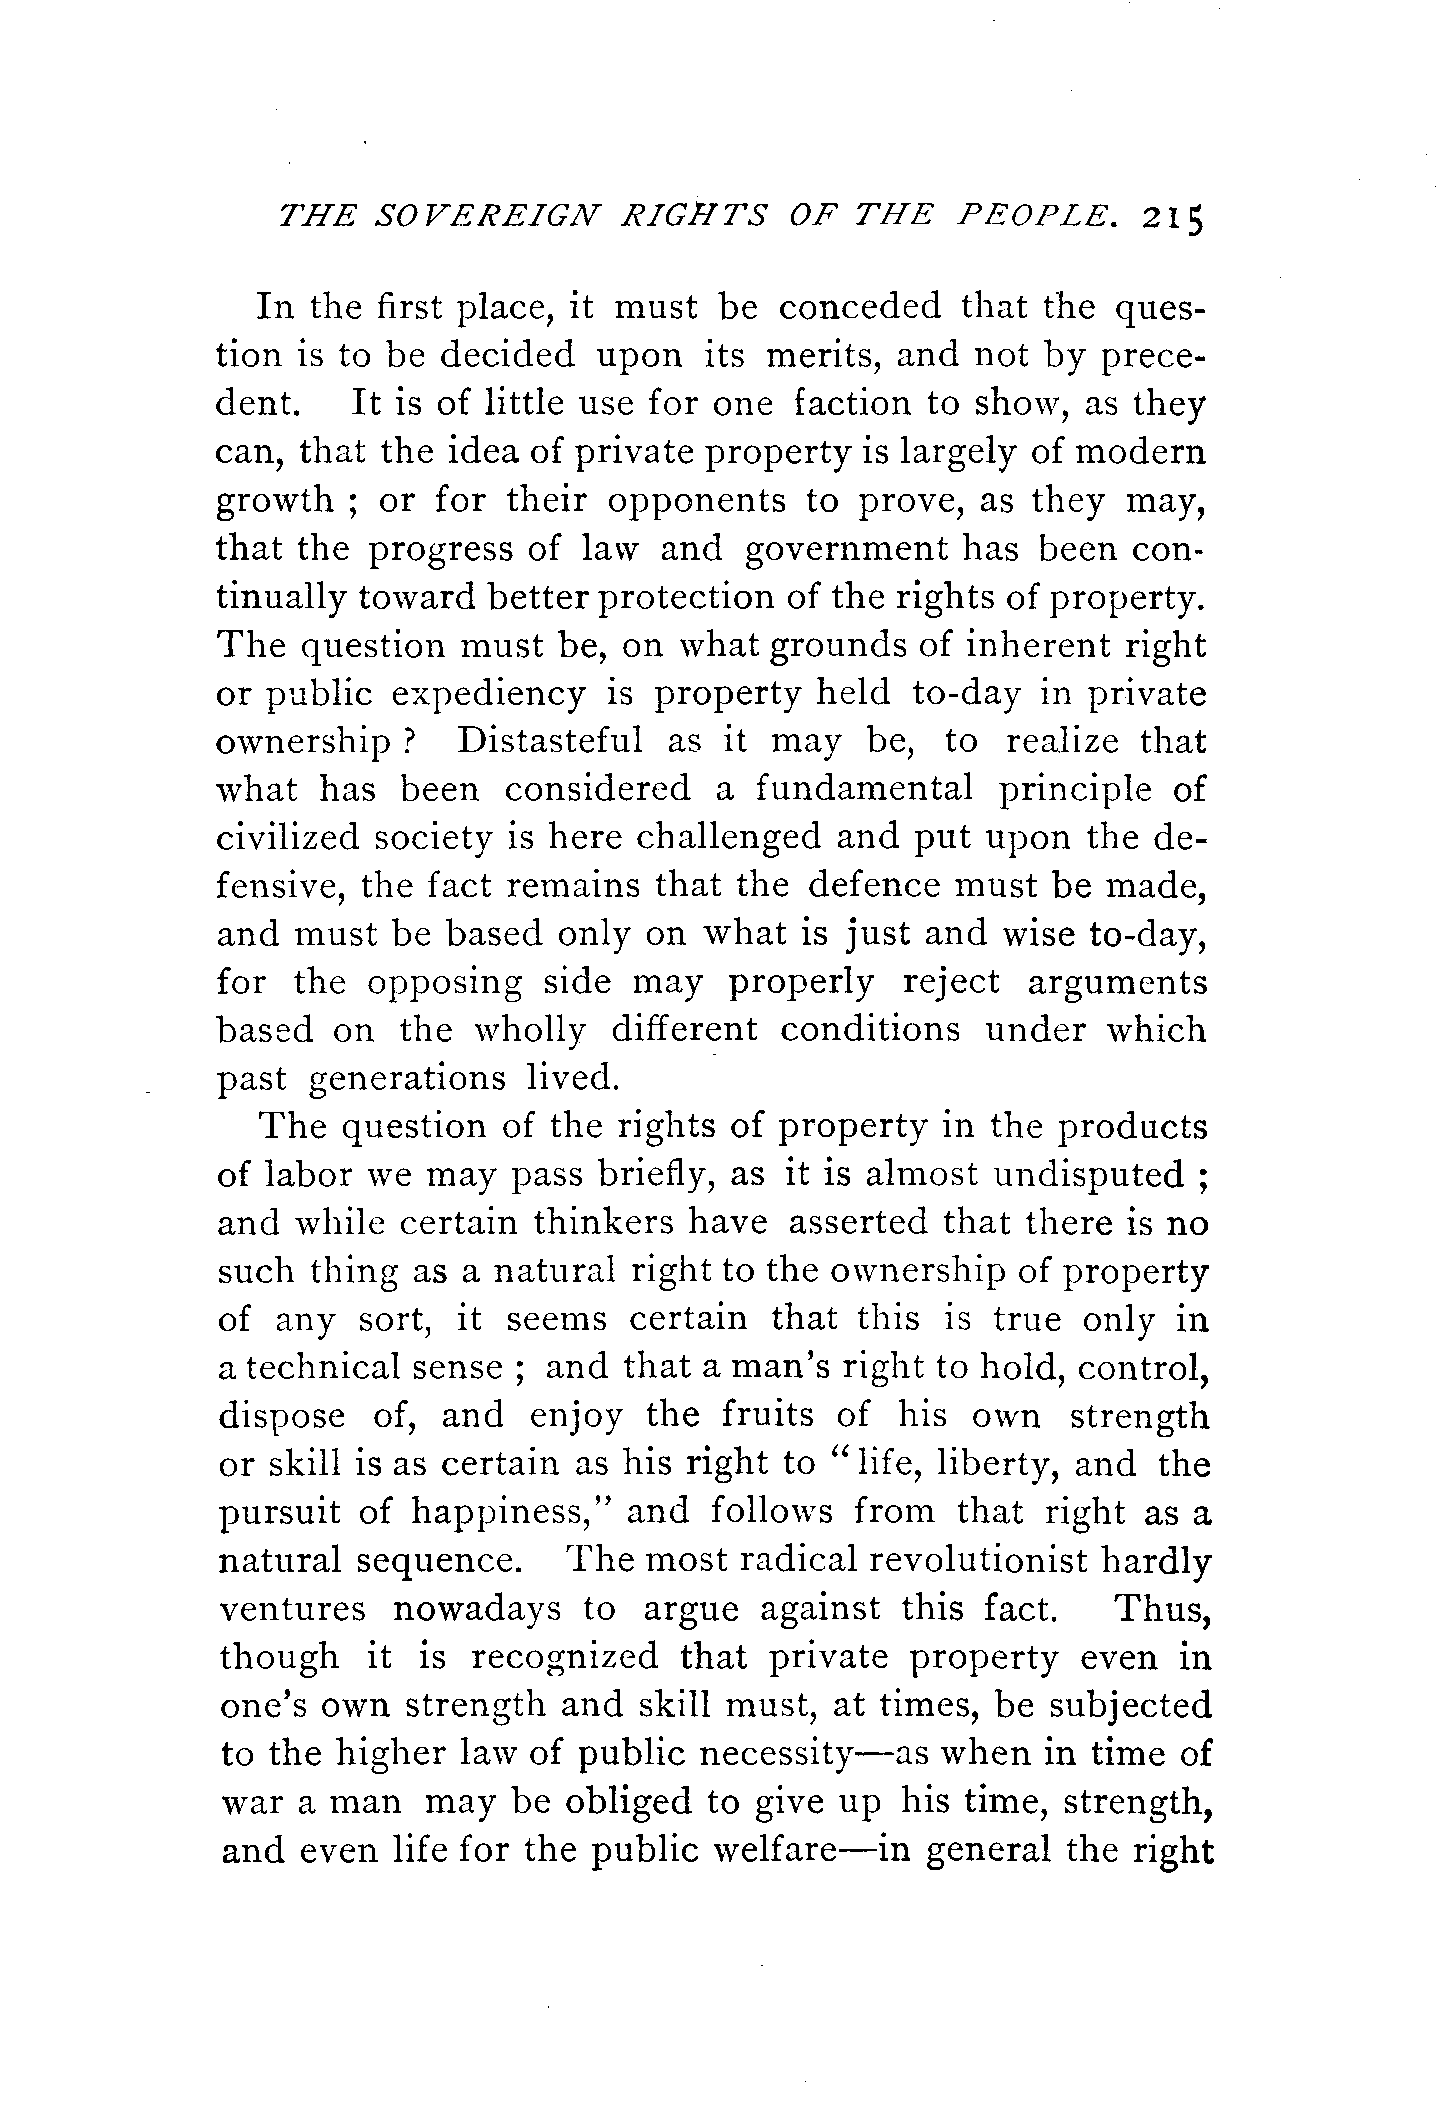 THE SOVEREIGN RIGHTS OF THE PEOPLE. 215
In the first place, it must be conceded that the ques-
tion is to be decided upon its merits, and not by prece-
dent. It is of little use for one faction to show, as they
can, that the idea of private property is largely of modern
growth ; or for their opponents to prove, as they may,
that the progress of law and government has been con-
tinually toward better protection of the rights of property.
The question must be, on what grounds of inherent right
or public expediency is property held to-day in private
ownership ? Distasteful as it may be, to realize that
what has been considered a fundamental principle of
civilized society is here challenged and put upon the de-
fensive, the fact remains that the defence must be made,
and must be based only on what is just and wise to-day,
for the opposing side may properly reject arguments
based on the wholly different conditions under which
past generations lived.
The question of the rights of property in the products
of labor we may pass briefly, as it is almost undisputed ;
and while certain thinkers have asserted that there is no
such thing as a natural right to the ownership of property
of any sort, it seems certain that this is true only in
a technical sense ; and that a man's right to hold, control,
dispose of, and enjoy the fruits of his own strength
or skill is as certain as his right to “life, liberty, and the
pursuit of happiness,” and follows from that right as a
natural sequence. The most radical revolutionist hardly
ventures nowadays to argue against this fact. Thus,
though it is recognized that private property even in
one's own strength and skill must, at times, be subjected
to the higher law of public necessity—as when in time of
war a man may be obliged to give up his time, strength,
and even life for the public welfare—in general the right